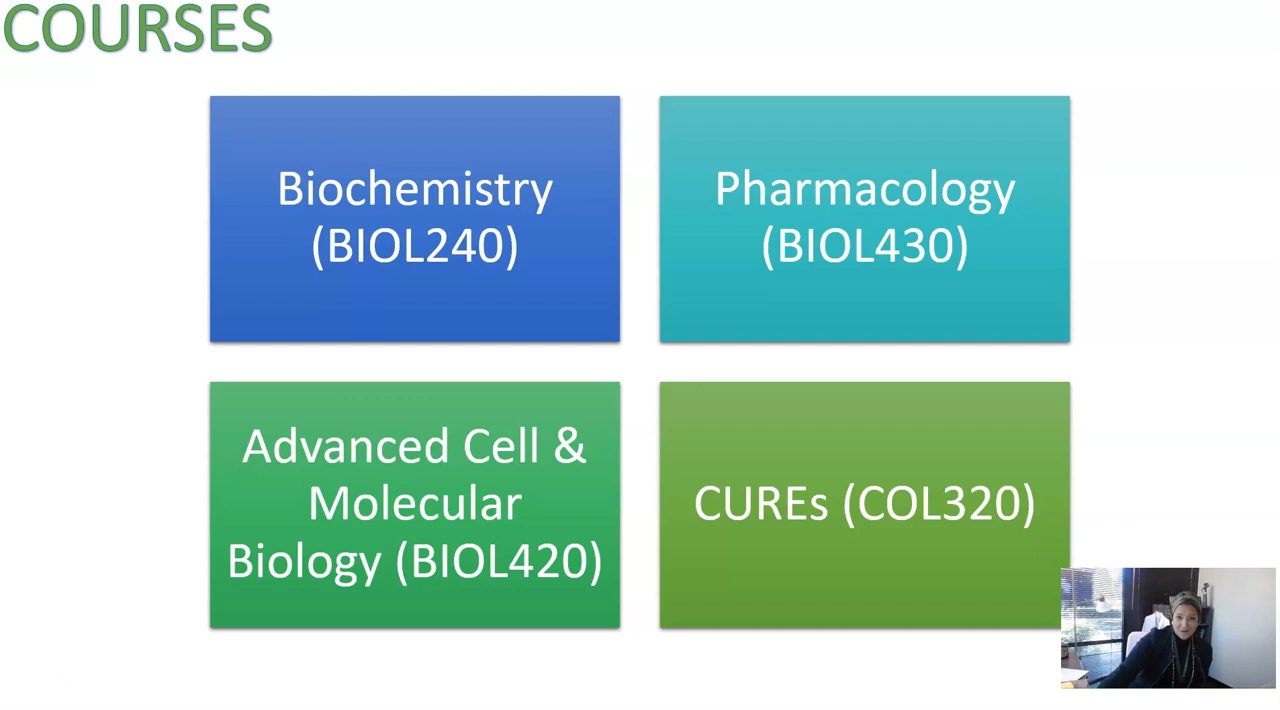 COURSES
Biochemistry
(BIOL240)
Pharmacology
(BIOL430)
Advanced Cell &
Molecular
Biology (BIOL420)
CUREs (COL320)